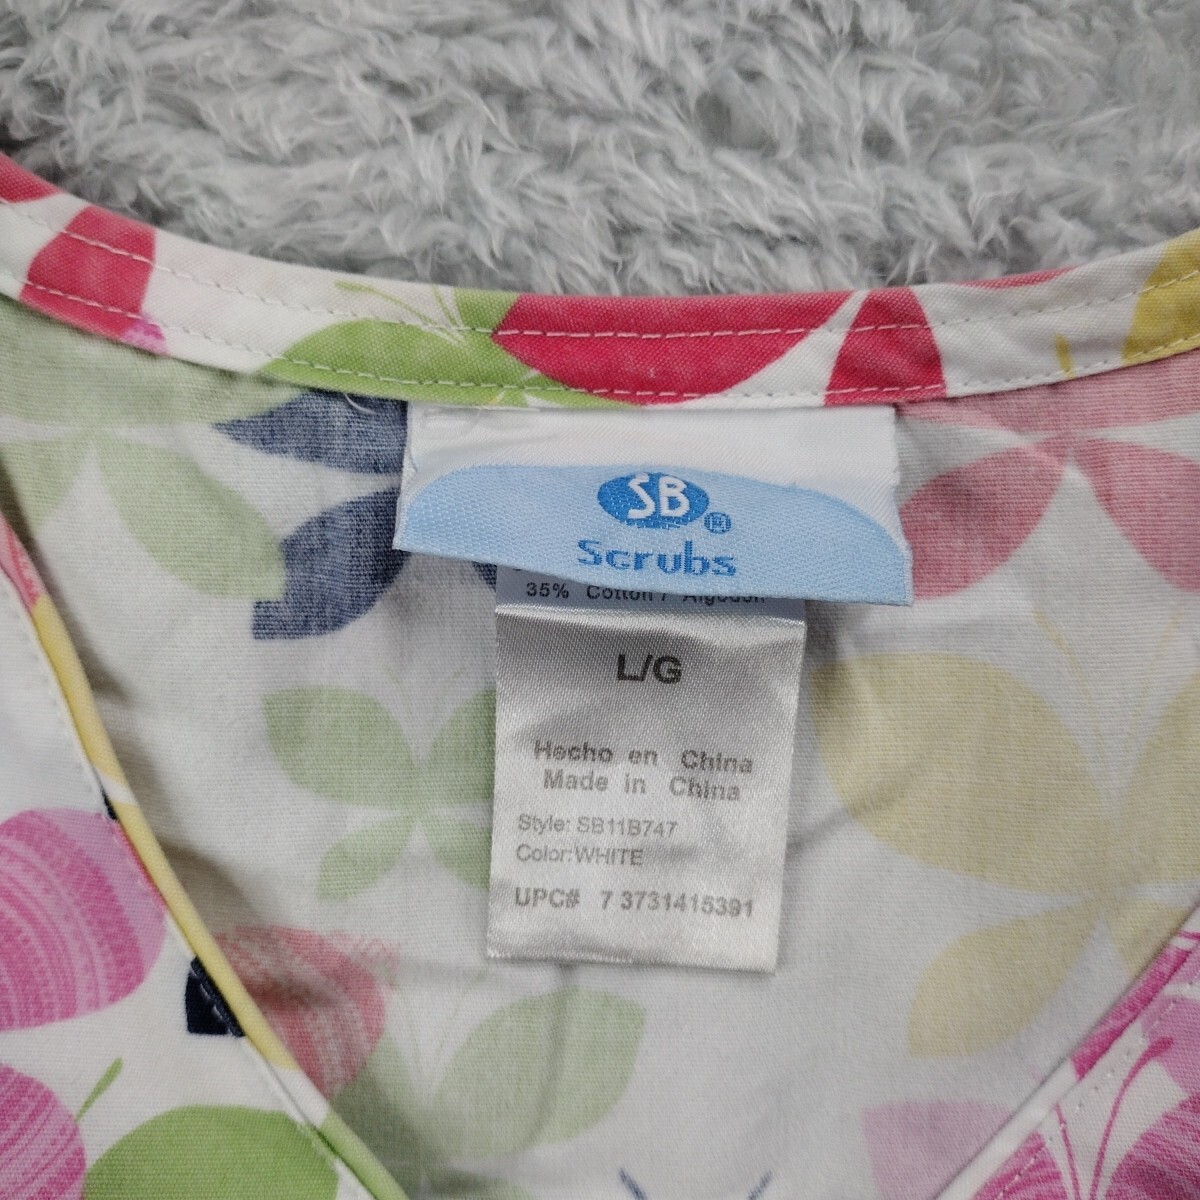 SB ®
Scrubs
35% Cotton / Algodón
L/G
Hecho en China
Made in China
Style: SB11B747
Color:WHITE
UPC# 7 3731415391